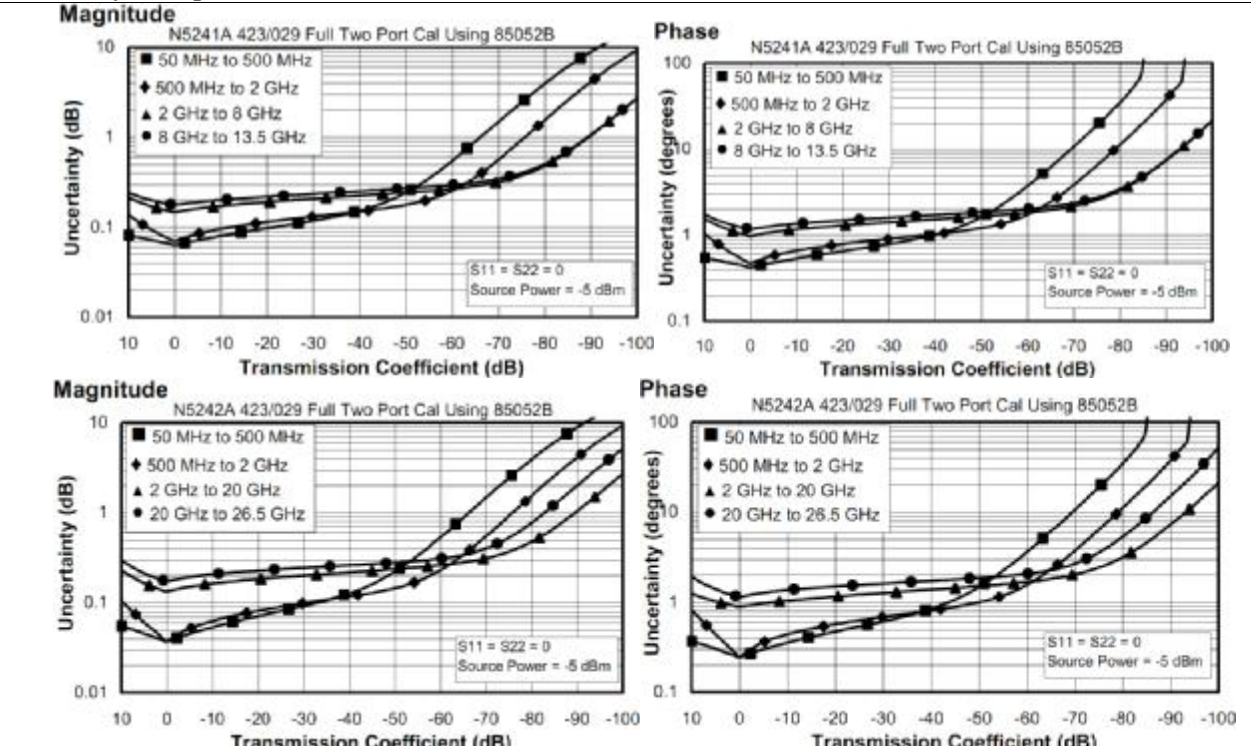 Magnitude
N5241A 423/029 Full Two Port Cal Using 85052B
10
1
0.1
0.01
Uncertainty (dB)
50 MHz to 500 MHz
500 MHz to 2 GHz
2 GHz to 8 GHz
8 GHz to 13.5 GHz
S11 = S22 = 0
Source Power = -5 dBm
10 0 -10 -20 -30 -40 -50 -60 -70 -80 -90 -100
Transmission Coefficient (dB)
Phase
N5241A 423/029 Full Two Port Cal Using 85052B
100
10
1
0.1
Uncertainty (degrees)
50 MHz to 500 MHz
500 MHz to 2 GHz
2 GHz to 8 GHz
8 GHz to 13.5 GHz
S11 = S22 = 0
Source Power = -5 dBm
10 0 -10 -20 -30 -40 -50 -60 -70 -80 -90 -100
Transmission Coefficient (dB)
Magnitude
N5242A 423/029 Full Two Port Cal Using 85052B
10
1
0.1
0.01
Uncertainty (dB)
50 MHz to 500 MHz
500 MHz to 2 GHz
2 GHz to 20 GHz
20 GHz to 26.5 GHz
S11 = S22 = 0
Source Power = -5 dBm
10 0 -10 -20 -30 -40 -50 -60 -70 -80 -90 -100
Transmission Coefficient (dB)
Phase
N5242A 423/029 Full Two Port Cal Using 85052B
100
10
1
0.1
Uncertainty (degrees)
50 MHz to 500 MHz
500 MHz to 2 GHz
2 GHz to 20 GHz
20 GHz to 26.5 GHz
S11 = S22 = 0
Source Power = -5 dBm
10 0 -10 -20 -30 -40 -50 -60 -70 -80 -90 -100
Transmission Coefficient (dB)